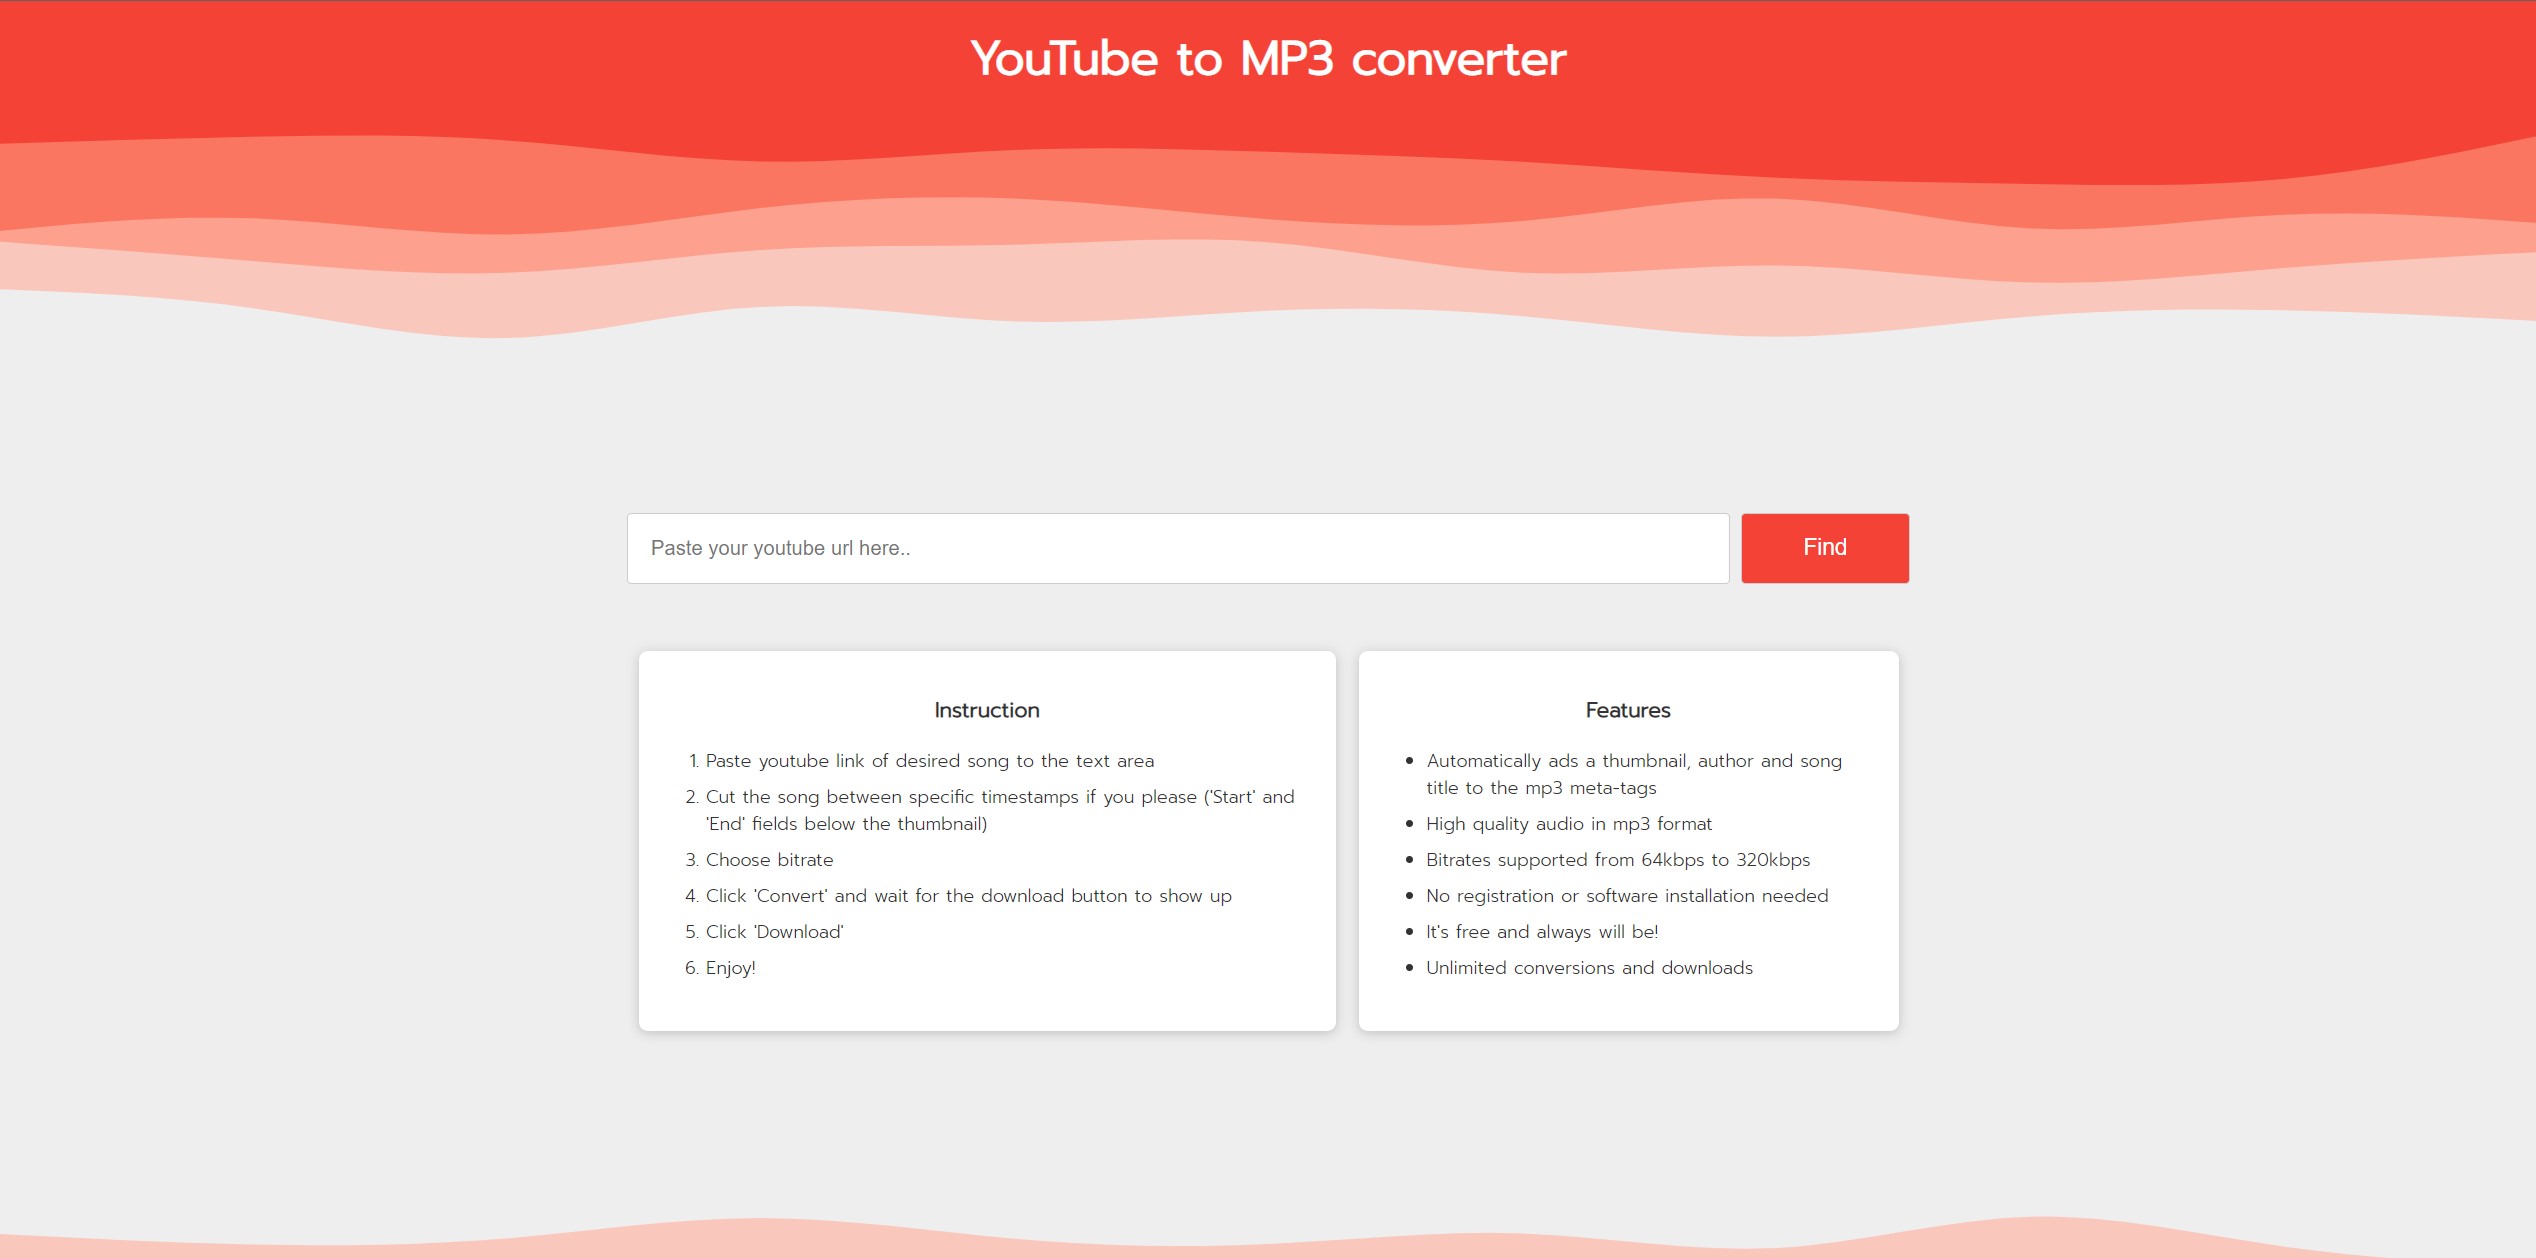 YouTube to MP3 converter
Paste your youtube url here..
Find
Instruction
1. Paste youtube link of desired song to the text area
2. Cut the song between specific timestamps if you please ('Start' and
'End' fields below the thumbnail)
3. Choose bitrate
4. Click 'Convert' and wait for the download button to show up
5. Click 'Download'
6. Enjoy!
Features
• Automatically ads a thumbnail, author and song
title to the mp3 meta-tags
• High quality audio in mp3 format
• Bitrates supported from 64kbps to 320kbps
• No registration or software installation needed
• It's free and always will be!
• Unlimited conversions and downloads